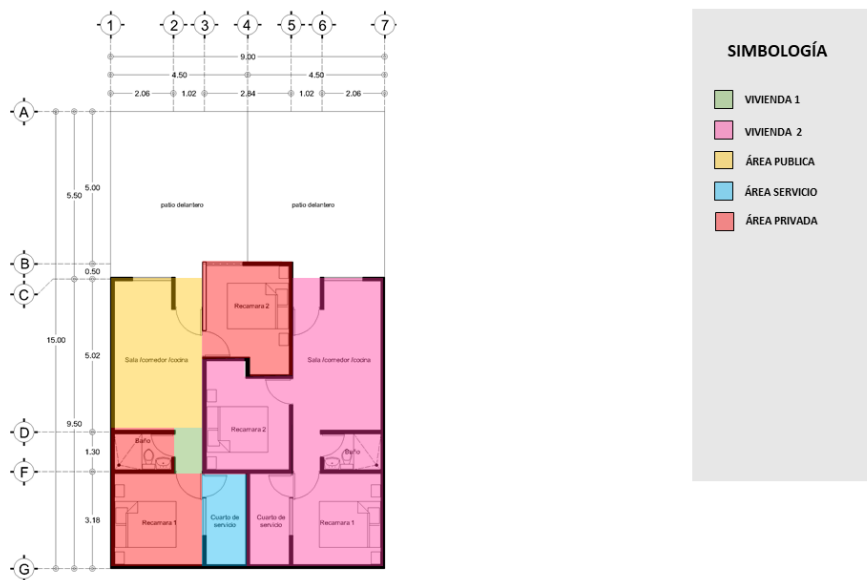 1 2 3 4 5 6 7
9.00
4.50 4.50
2.06 1.02 2.84 1.02 2.06
A
5.00
5.50
patio delantero patio delantero
B
0.50
C
Recamara 2
15.00
5.02
Sala /corredor /cocina Sala /corredor /cocina
9.50
Recamara 2
D
Baño Baño
1.30
F
3.18
Recamara 1 Cuarto de servicio Cuarto de servicio Recamara 1
G
SIMBOLOGÍA
VIVIENDA 1
VIVIENDA 2
ÁREA PUBLICA
ÁREA SERVICIO
ÁREA PRIVADA